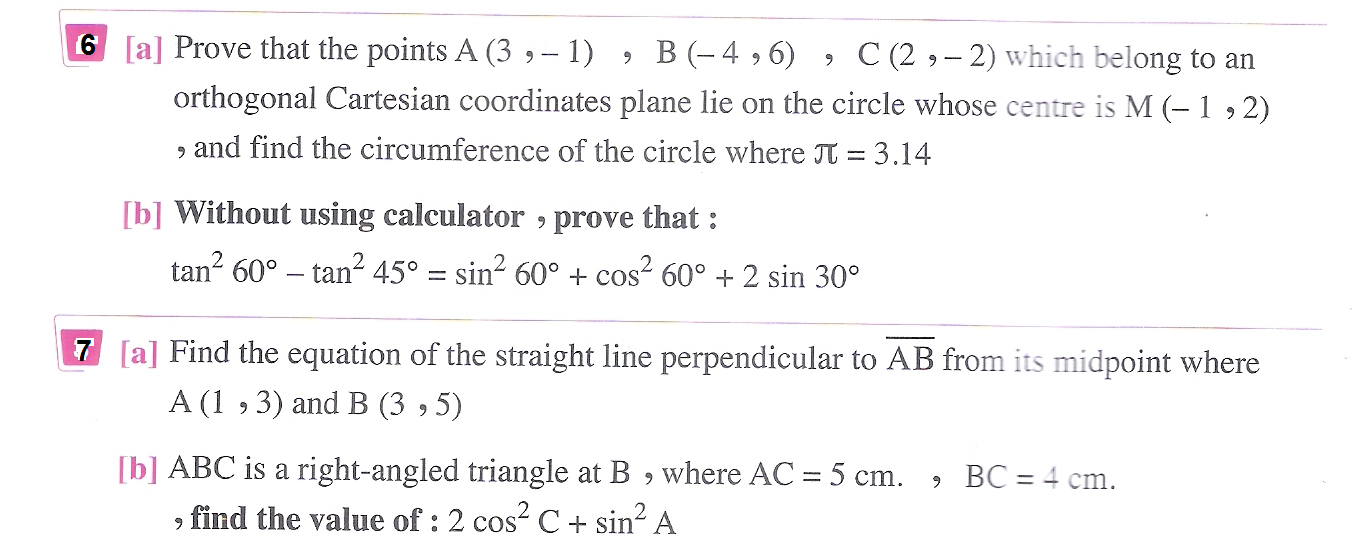 6 [a] Prove that the points A (3 , – 1) , B (– 4 , 6) , C (2 , – 2) which belong to an
orthogonal Cartesian coordinates plane lie on the circle whose centre is M (– 1 , 2)
, and find the circumference of the circle where π = 3.14
[b] Without using calculator , prove that :
tan² 60° – tan² 45° = sin² 60° + cos² 60° + 2 sin 30°
7 [a] Find the equation of the straight line perpendicular to A̅B̅ from its midpoint where
A (1 , 3) and B (3 , 5)
[b] ABC is a right-angled triangle at B , where AC = 5 cm. , BC = 4 cm.
, find the value of : 2 cos² C + sin² A